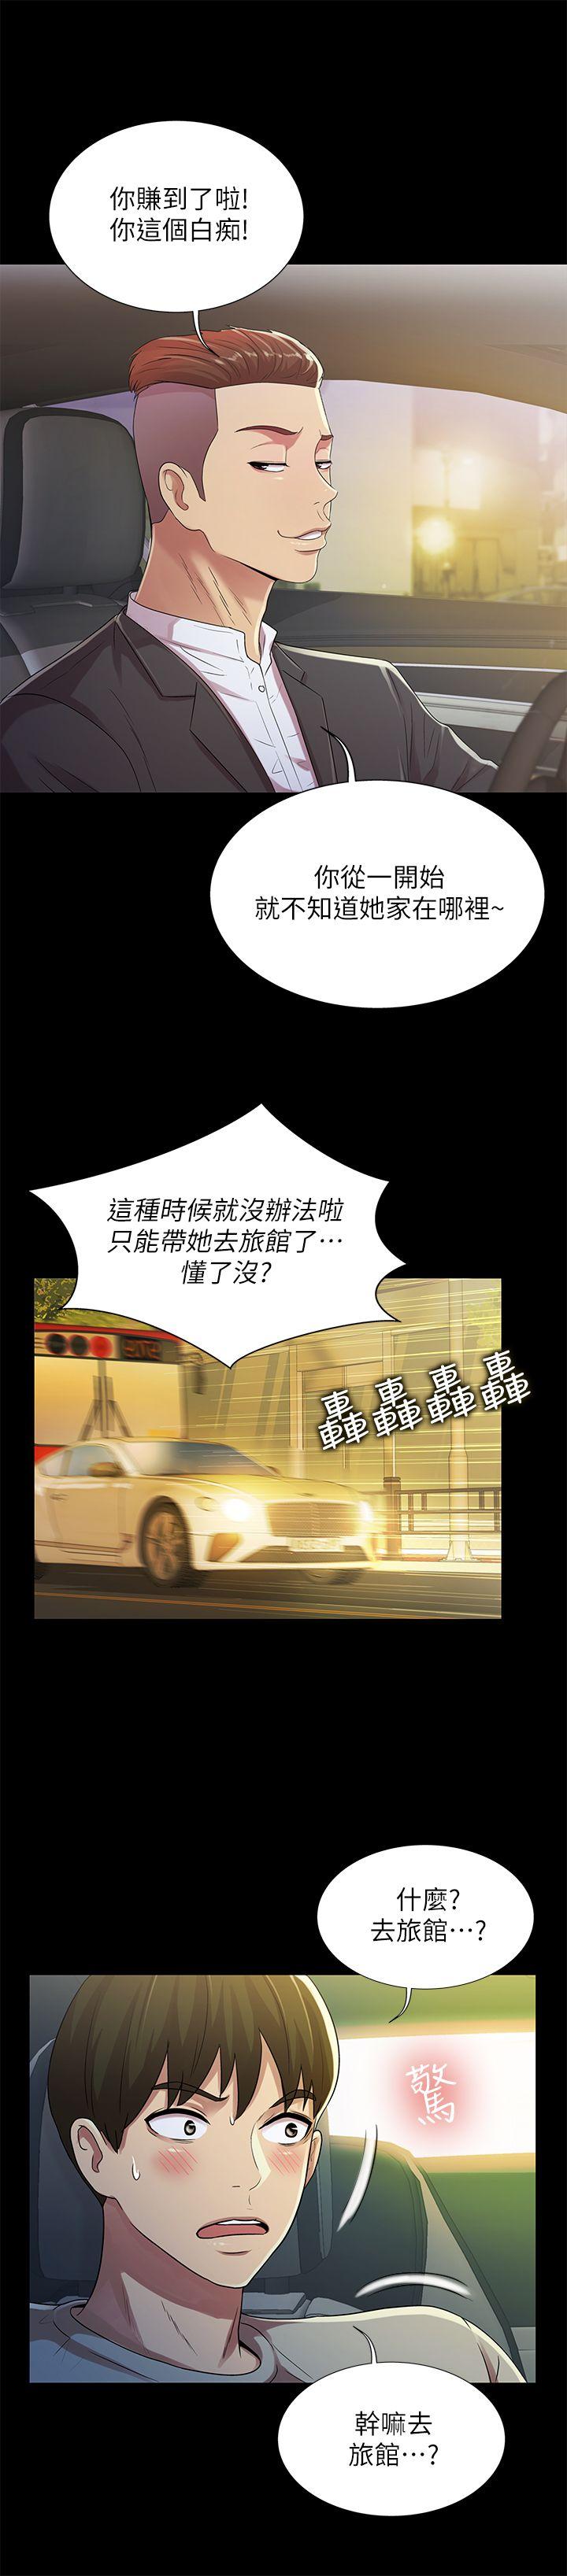 你賺到了啦!
你這個白痴!
你從一開始
就不知道她家在哪裡~
這種時候就沒辦法啦
只能帶她去旅館了…
懂了沒?
轟轟轟轟
什麼?
去旅館…?
驚
幹嘛去
旅館…?